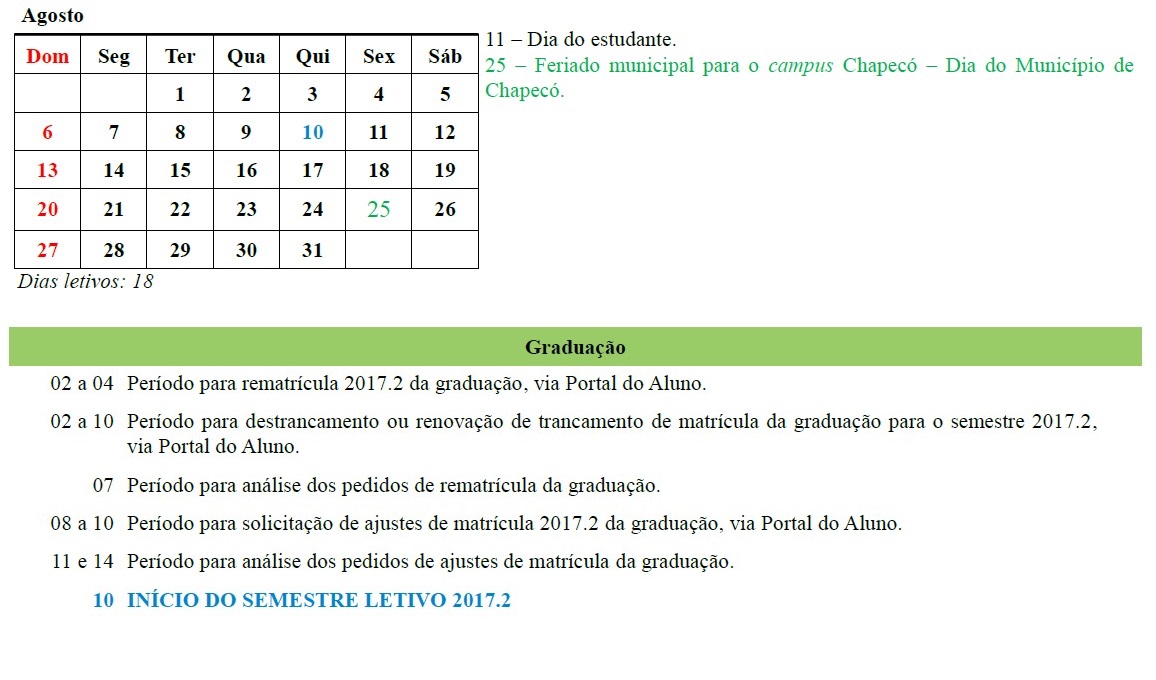 Agosto
Dom Seg Ter Qua Qui Sex Sáb
1 2 3 4 5
6 7 8 9 10 11 12
13 14 15 16 17 18 19
20 21 22 23 24 25 26
27 28 29 30 31
Dias letivos: 18
11 – Dia do estudante.
25 – Feriado municipal para o campus Chapecó – Dia do Município de
Chapecó.
Graduação
02 a 04 Período para rematrícula 2017.2 da graduação, via Portal do Aluno.
02 a 10 Período para destrancamento ou renovação de trancamento de matrícula da graduação para o semestre 2017.2,
via Portal do Aluno.
07 Período para análise dos pedidos de rematrícula da graduação.
08 a 10 Período para solicitação de ajustes de matrícula 2017.2 da graduação, via Portal do Aluno.
11 e 14 Período para análise dos pedidos de ajustes de matrícula da graduação.
10 INÍCIO DO SEMESTRE LETIVO 2017.2